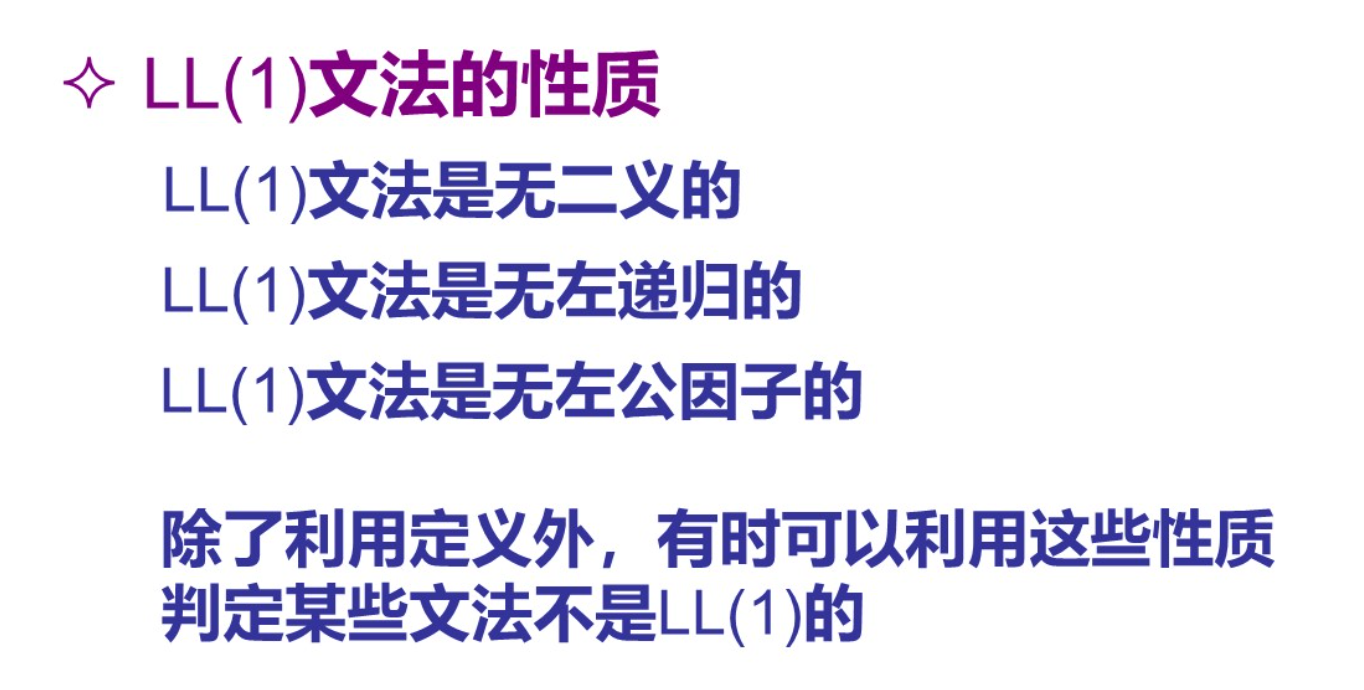 ✧ LL(1)文法的性质
LL(1)文法是无二义的
LL(1)文法是无左递归的
LL(1)文法是无左公因子的
除了利用定义外，有时可以利用这些性质
判定某些文法不是LL(1)的